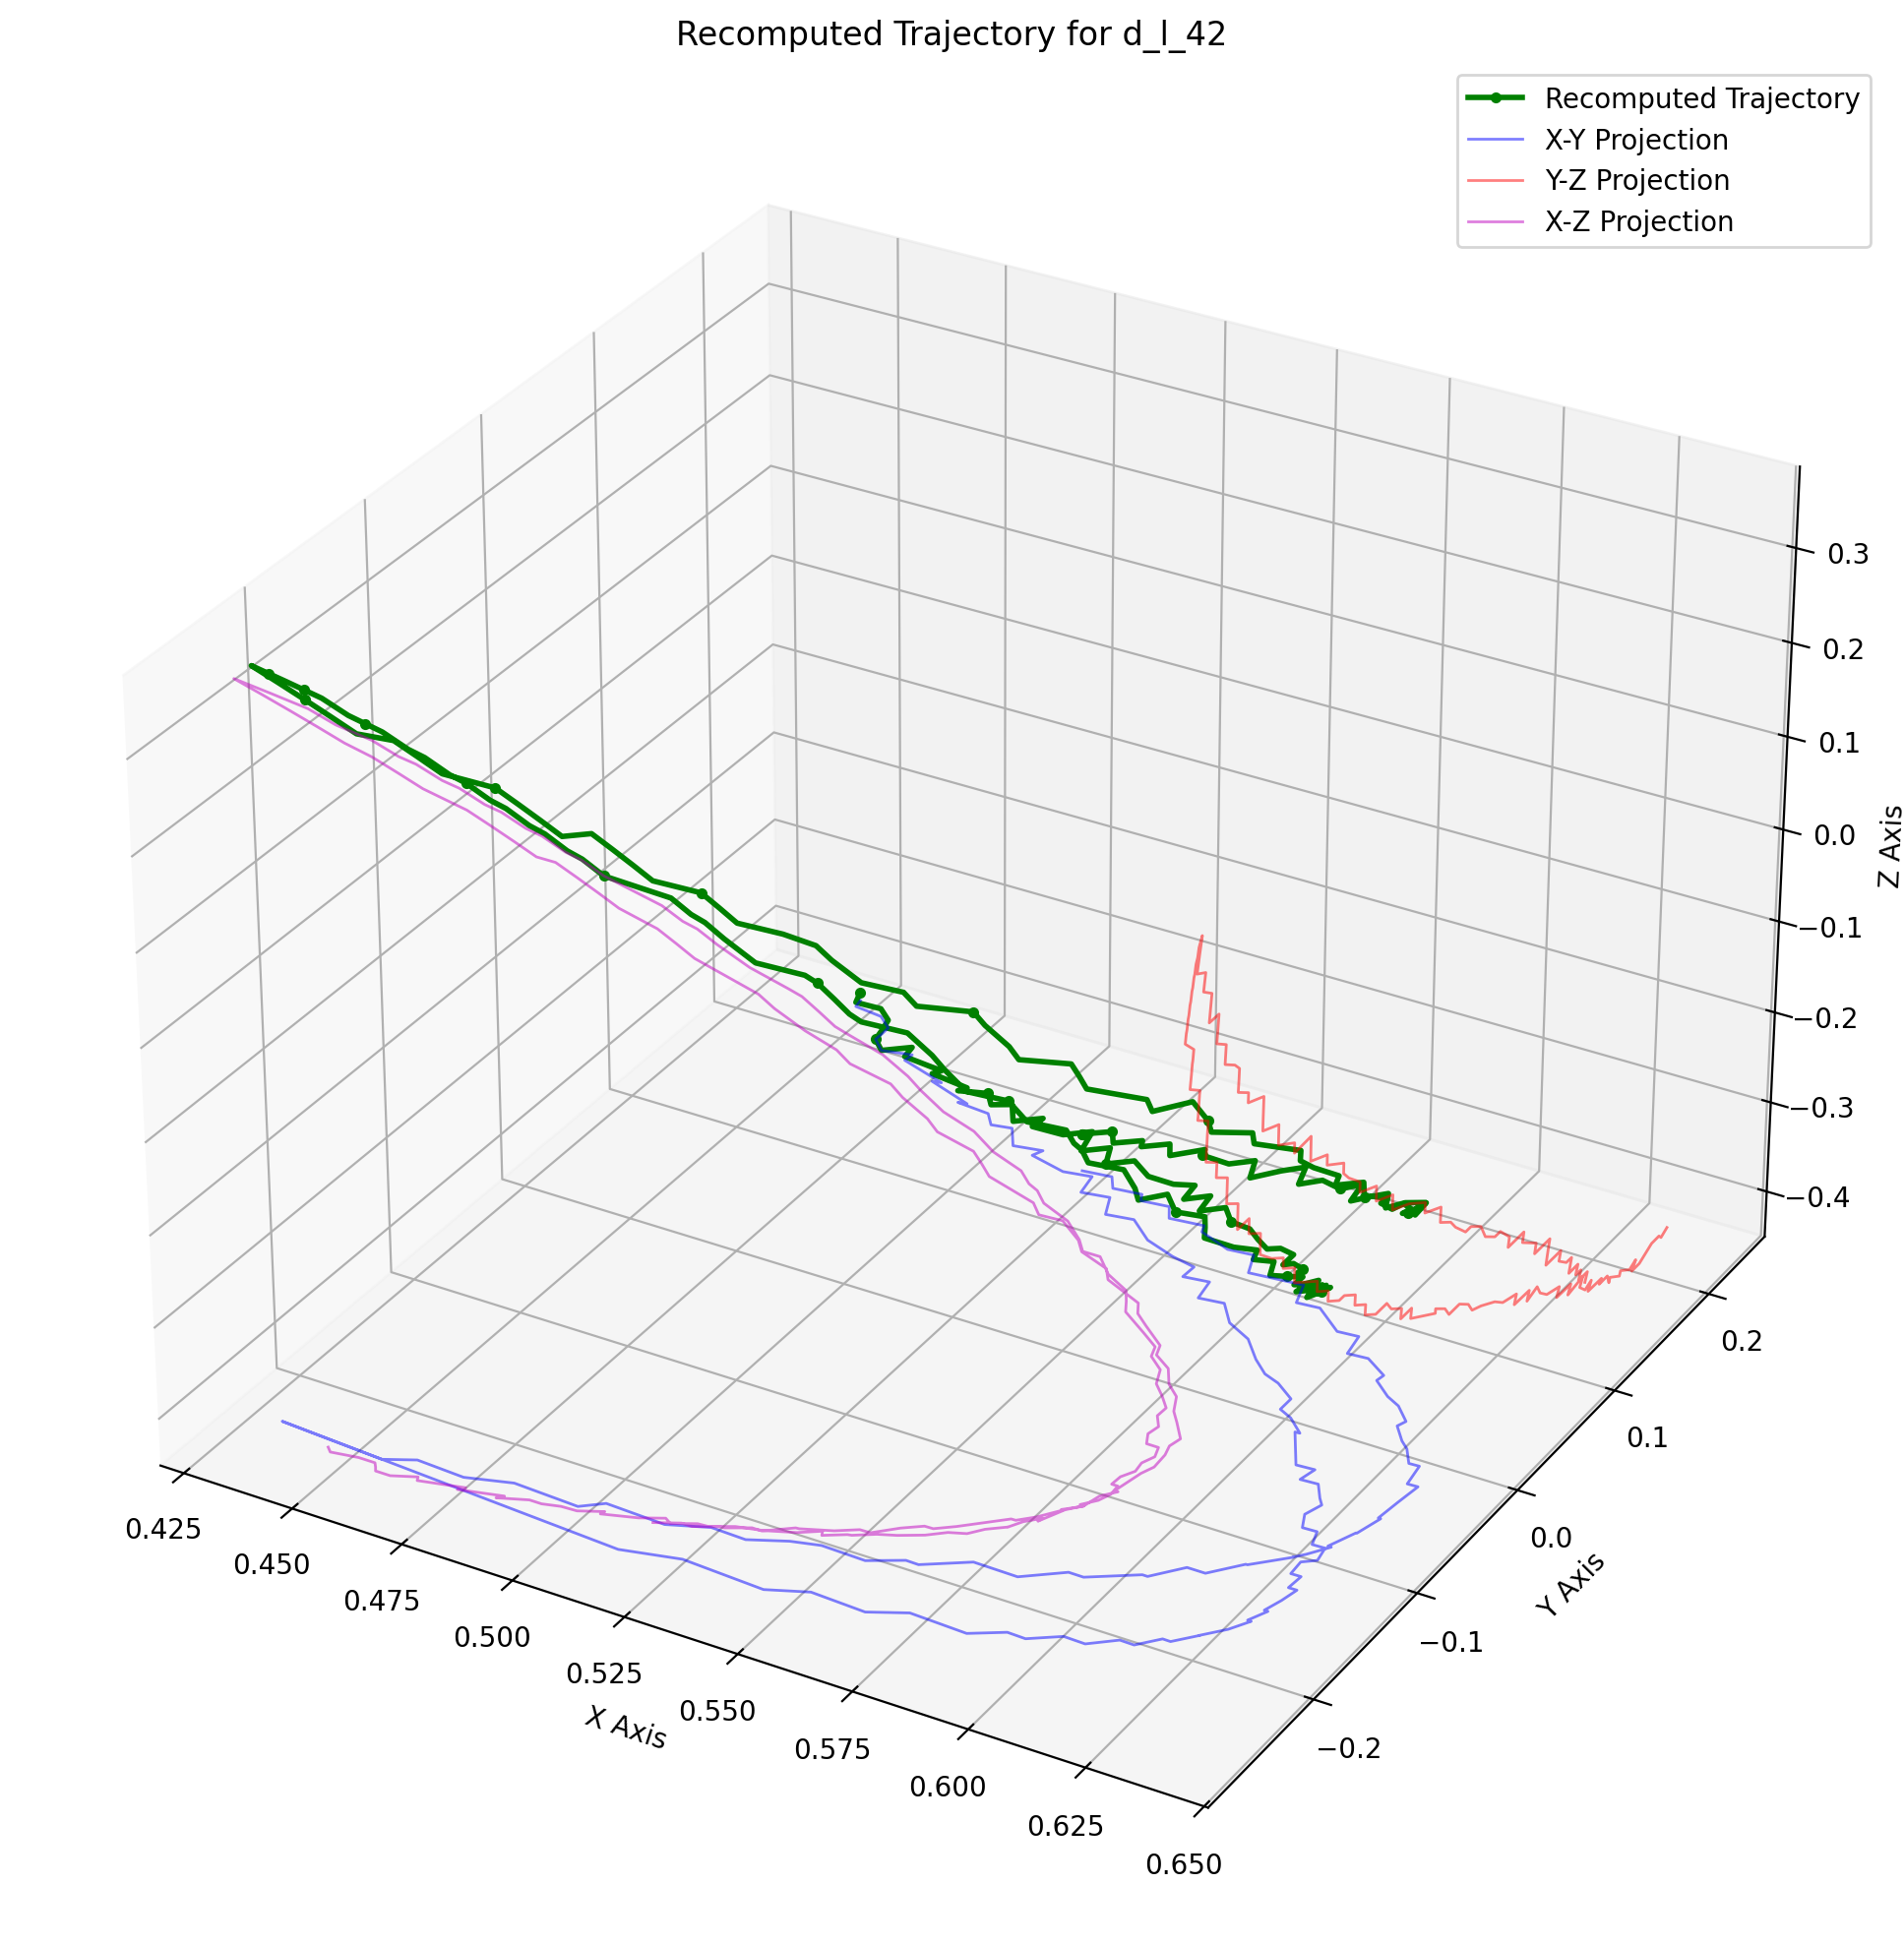 Recomputed Trajectory for d_l_42
Recomputed Trajectory
X-Y Projection
Y-Z Projection
X-Z Projection
0.3
0.2
0.1
0.0
−0.1
−0.2
−0.3
−0.4
Z Axis
0.2
0.1
0.0
−0.1
−0.2
Y Axis
0.425
0.450
0.475
0.500
0.525
0.550
0.575
0.600
0.625
0.650
X Axis